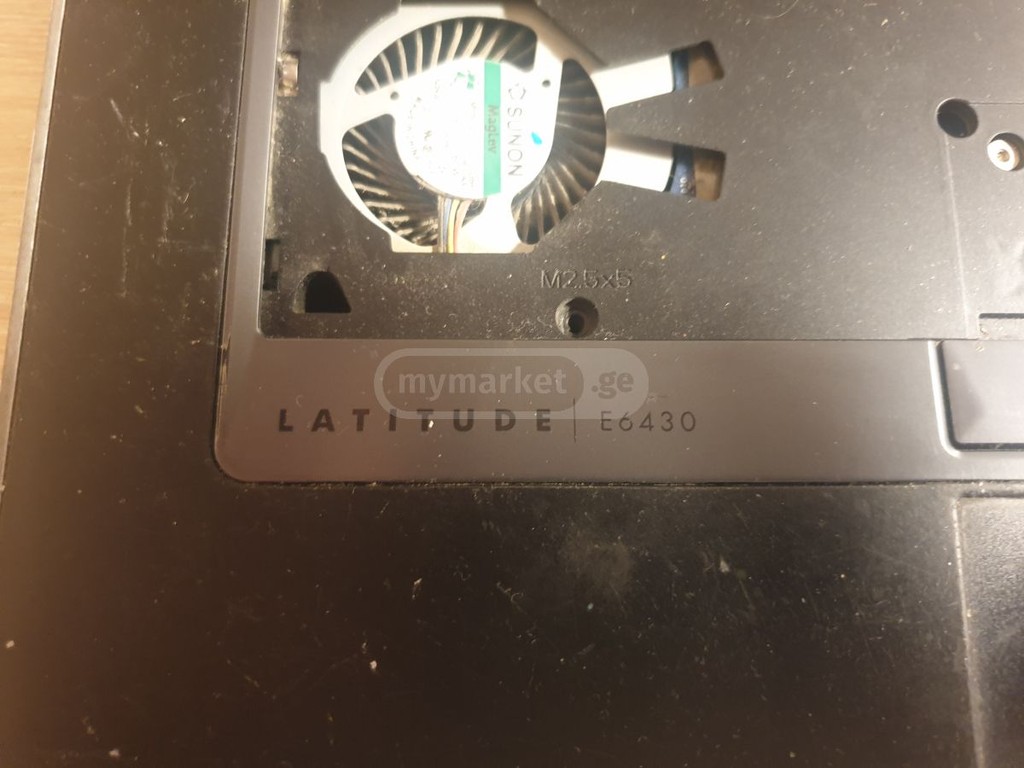 SUNON
MagLev
M2.5x5
mymarket.ge
LATITUDE | E6430